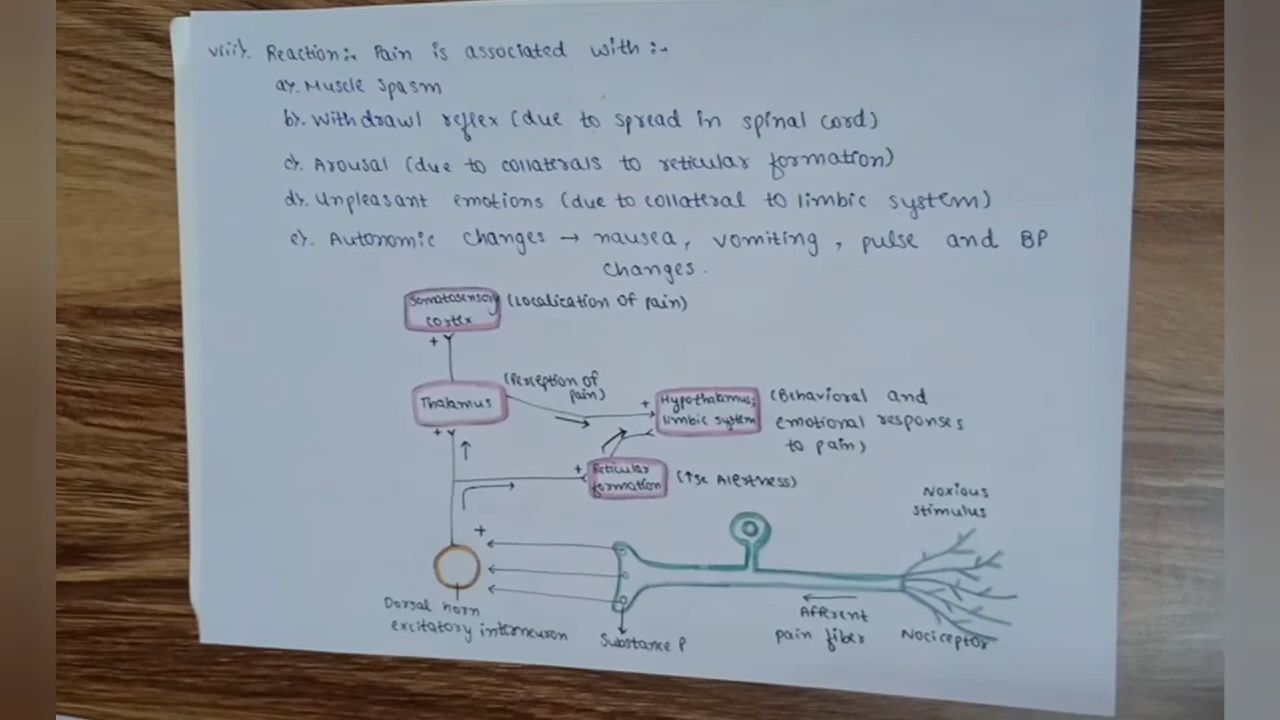 viii). Reaction:- Pain is associated with :-
a). Muscle spasm
b). Withdrawl reflex (due to spread in spinal cord)
c). Arousal (due to collaterals to reticular formation)
d). Unpleasant emotions (due to collateral to limbic system)
e). Autonomic changes → nausea, vomiting, pulse and BP
changes.
Somatosensory (Localization of pain)
cortex
+
(Perception of
pain)
Thalamus
+
Hypothalamus; (Behavioral and
limbic system emotional responses
to pain)
+
+
Reticular
formation (↑se Alertness)
Noxious
stimulus
+
Dorsal horn
excitatory interneuron
Substance P
Afferent
pain fiber
Nociceptor